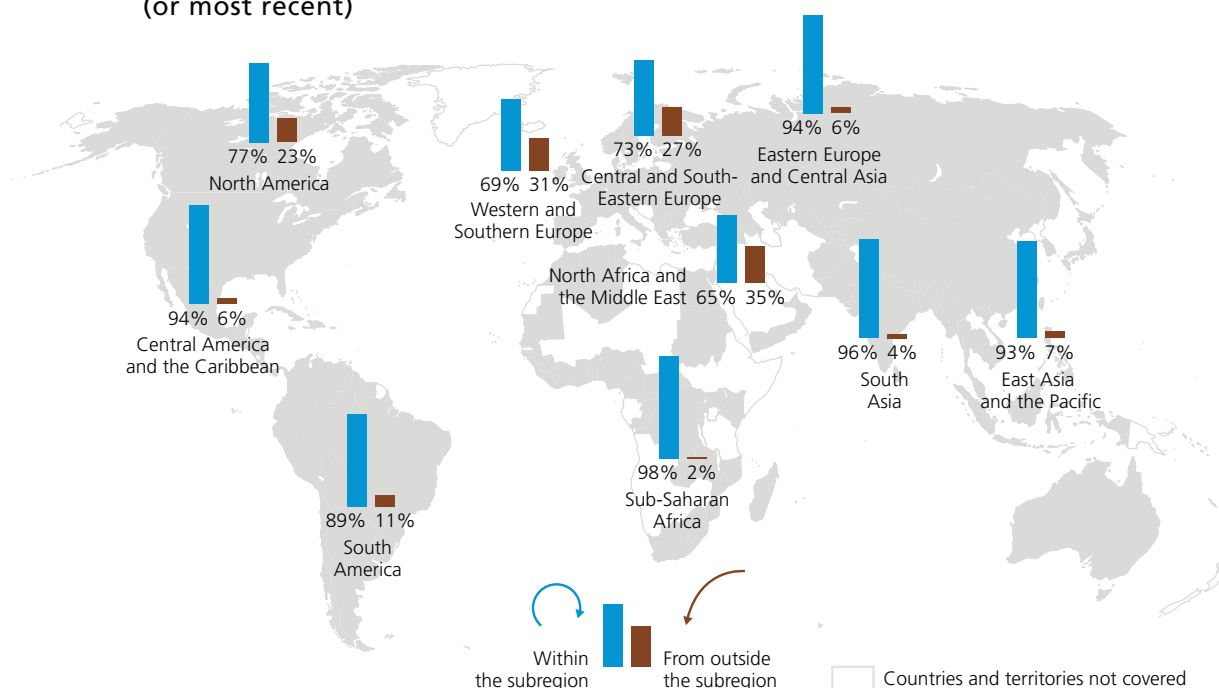 (or most recent)
77% 23%
North America
69% 31%
Western and
Southern Europe
73% 27%
Central and South-
Eastern Europe
94% 6%
Eastern Europe
and Central Asia
94% 6%
Central America
and the Caribbean
North Africa and
the Middle East 65% 35%
96% 4%
South
Asia
93% 7%
East Asia
and the Pacific
98% 2%
Sub-Saharan
Africa
89% 11%
South
America
Within
the subregion
From outside
the subregion
Countries and territories not covered